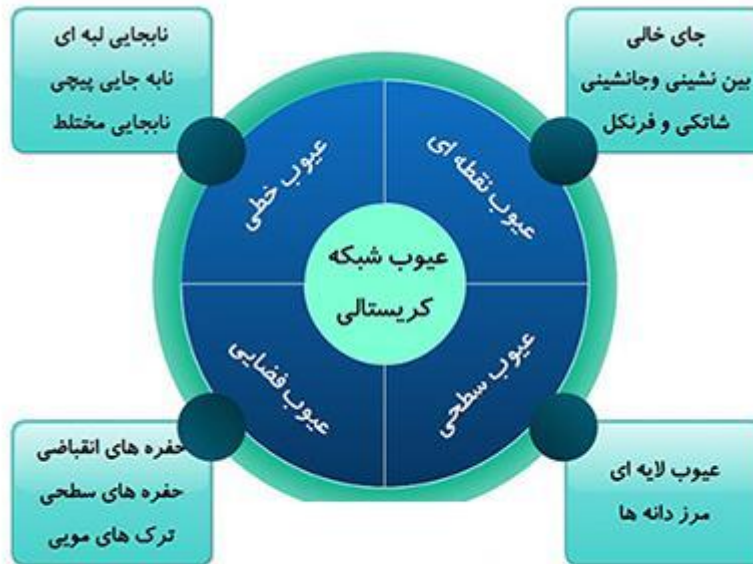 جای خالی
بین نشینی وجانشینی
شاتکی و فرنکل
نابجایی لبه ای
نابه جایی پیچی
نابجایی مختلط
عیوب نقطه ای
عیوب خطی
عیوب شبکه
کریستالی
عیوب سطحی
عیوب فضایی
عیوب لایه ای
مرز دانه ها
حفره های انقباضی
حفره های سطحی
ترک های مویی